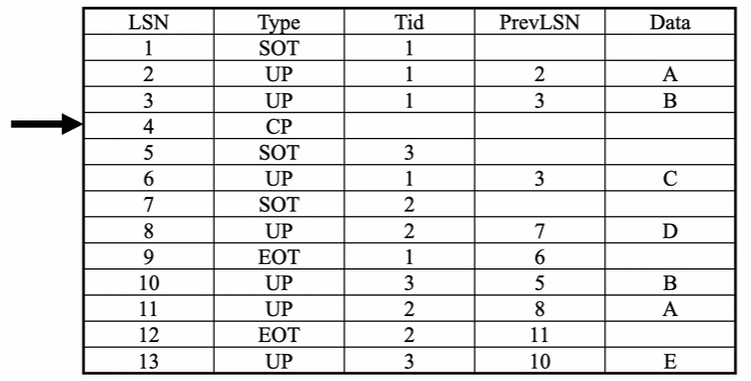 LSN Type Tid PrevLSN Data
1 SOT 1
2 UP 1 2 A
3 UP 1 3 B
4 CP
5 SOT 3
6 UP 1 3 C
7 SOT 2
8 UP 2 7 D
9 EOT 1 6
10 UP 3 5 B
11 UP 2 8 A
12 EOT 2 11
13 UP 3 10 E